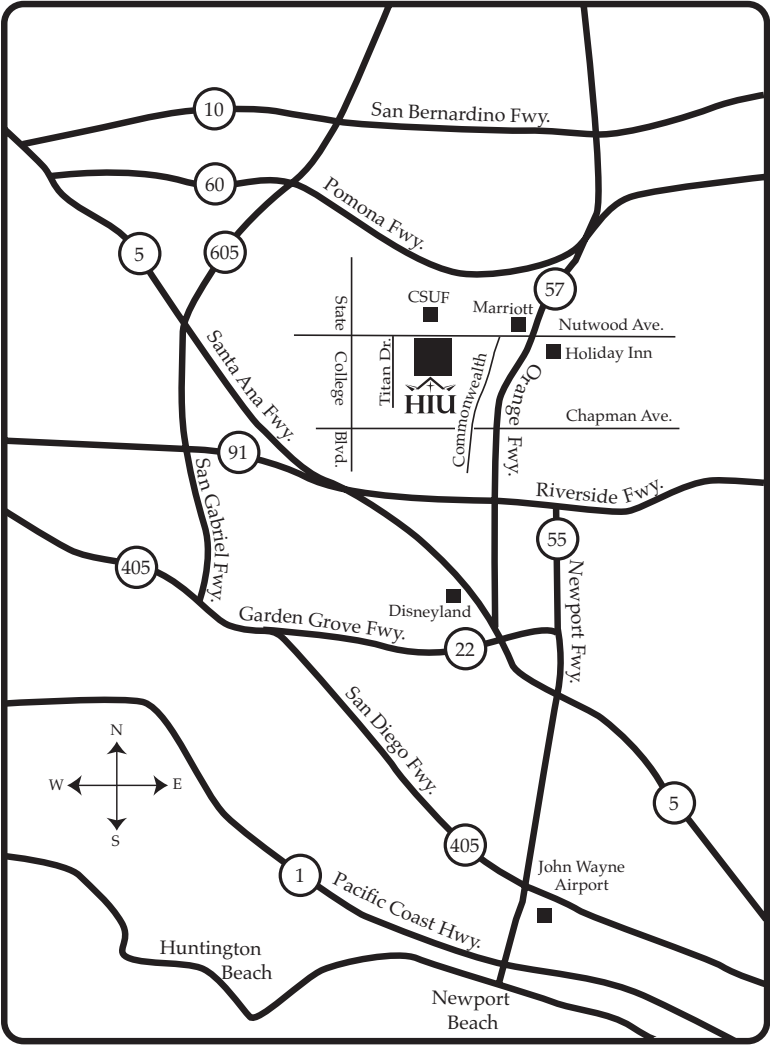 10
San Bernardino Fwy.
60
Pomona Fwy.
5
605
57
CSUF
Marriott
State
College
Blvd.
Nutwood Ave.
Titan Dr.
HIU
Commonwealth
Holiday Inn
Orange Fwy.
Santa Ana Fwy.
Chapman Ave.
91
San Gabriel Fwy.
Riverside Fwy.
55
405
Newport Fwy.
Disneyland
Garden Grove Fwy.
22
San Diego Fwy.
N
W
E
S
5
405
1
John Wayne
Airport
Pacific Coast Hwy.
Huntington
Beach
Newport
Beach